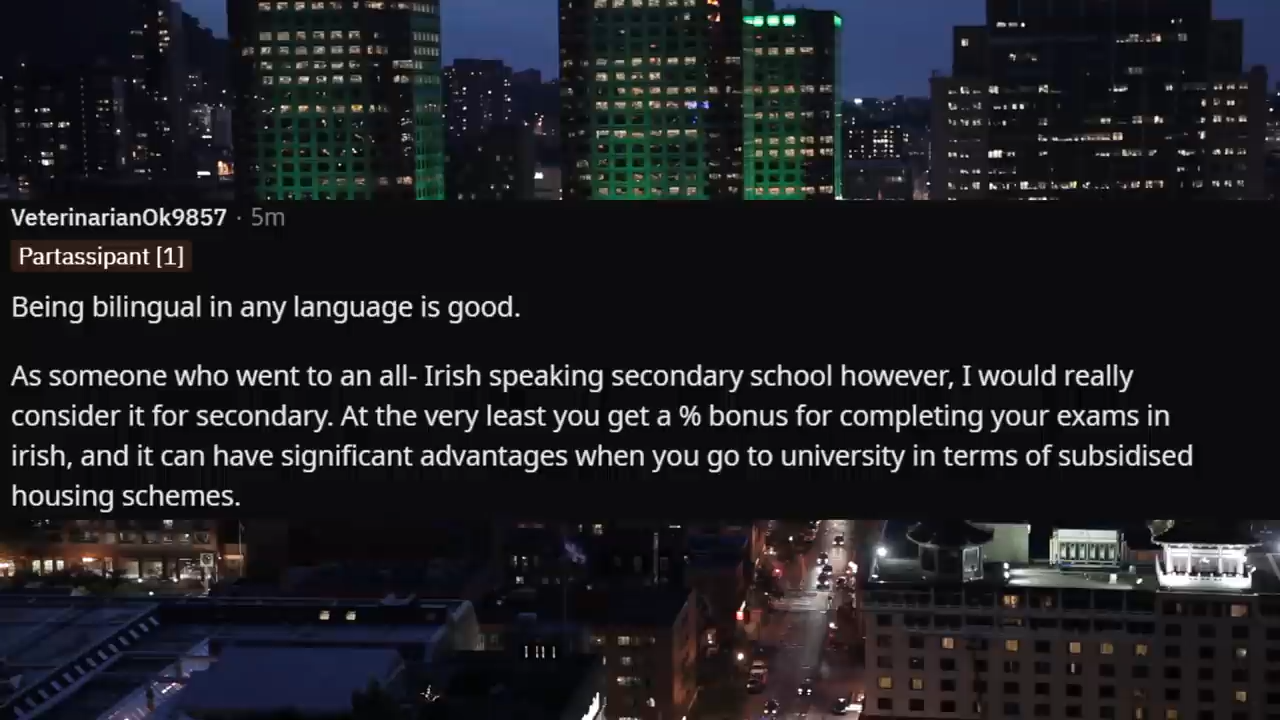 VeterinarianOk9857 · 5m
Partassipant [1]
Being bilingual in any language is good.
As someone who went to an all- Irish speaking secondary school however, I would really
consider it for secondary. At the very least you get a % bonus for completing your exams in
irish, and it can have significant advantages when you go to university in terms of subsidised
housing schemes.